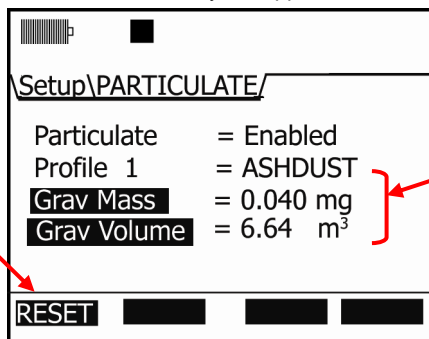 \Setup\PARTICULATE/
Particulate = Enabled
Profile 1 = ASHDUST
Grav Mass = 0.040 mg
Grav Volume = 6.64 m³
RESET